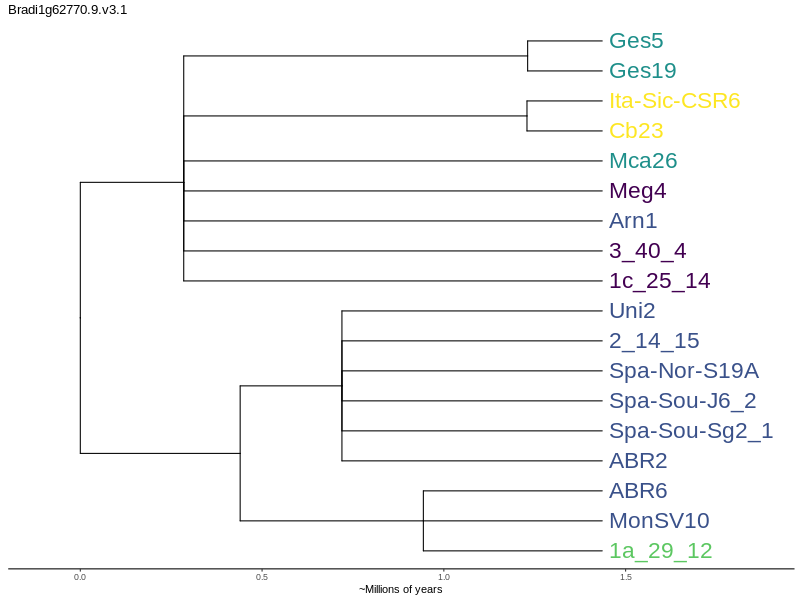 Bradi1g62770.9.v3.1
Ges5
Ges19
Ita-Sic-CSR6
Cb23
Mca26
Meg4
Arn1
3_40_4
1c_25_14
Uni2
2_14_15
Spa-Nor-S19A
Spa-Sou-J6_2
Spa-Sou-Sg2_1
ABR2
ABR6
MonSV10
1a_29_12
0.0 0.5 1.0 1.5
~Millions of years